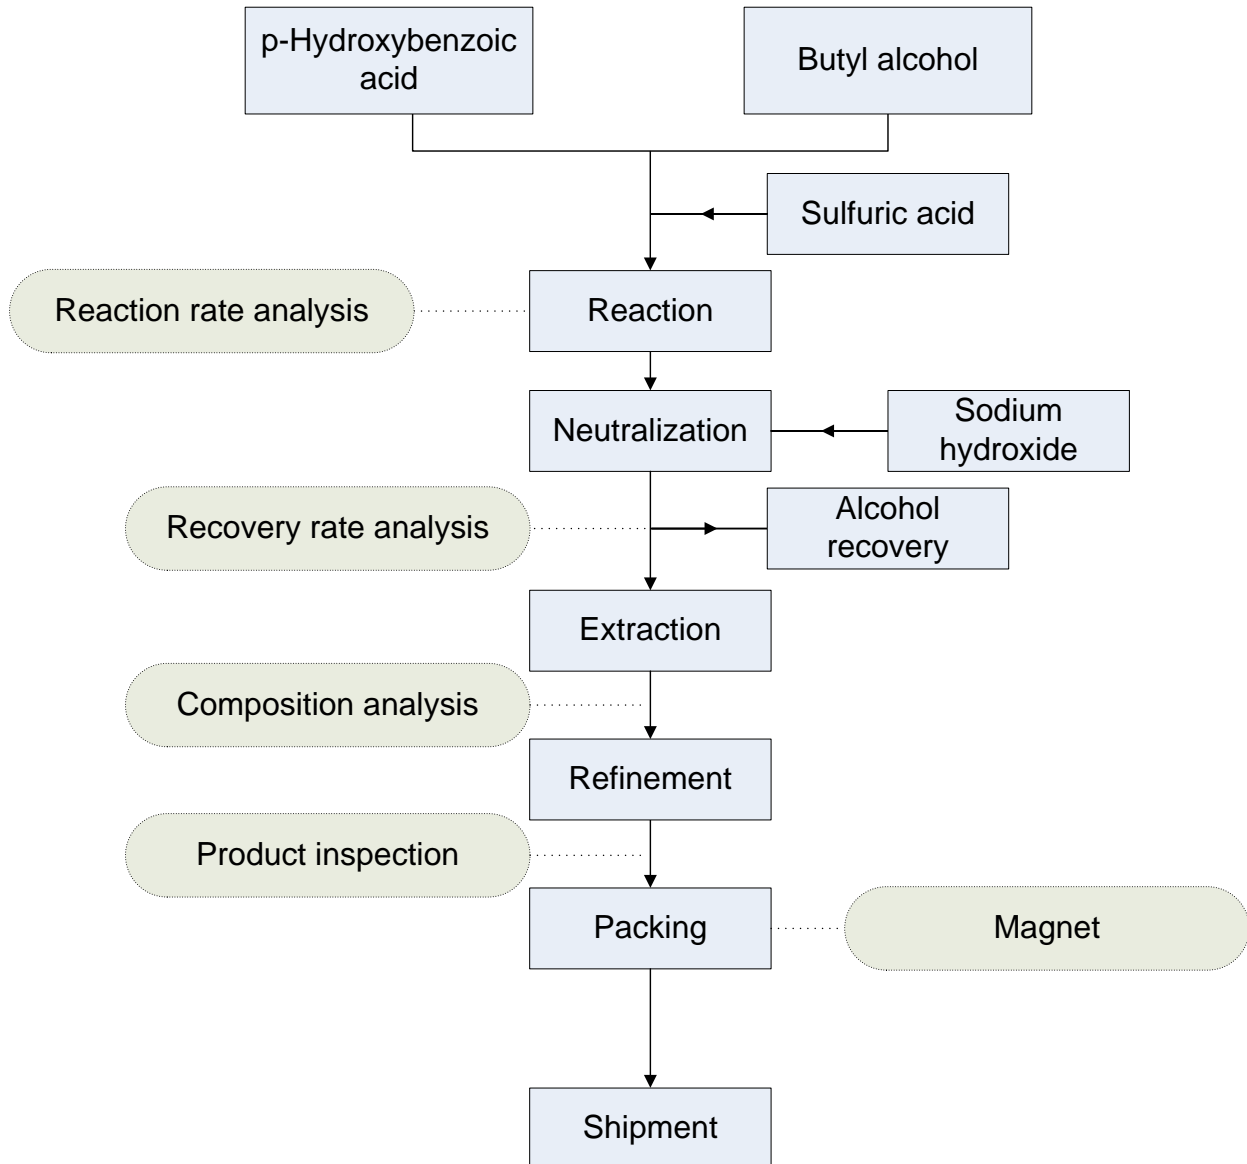 p-Hydroxybenzoic
acid
Butyl alcohol
Sulfuric acid
Reaction rate analysis
Reaction
Neutralization
Sodium
hydroxide
Recovery rate analysis
Alcohol
recovery
Extraction
Composition analysis
Refinement
Product inspection
Packing
Magnet
Shipment